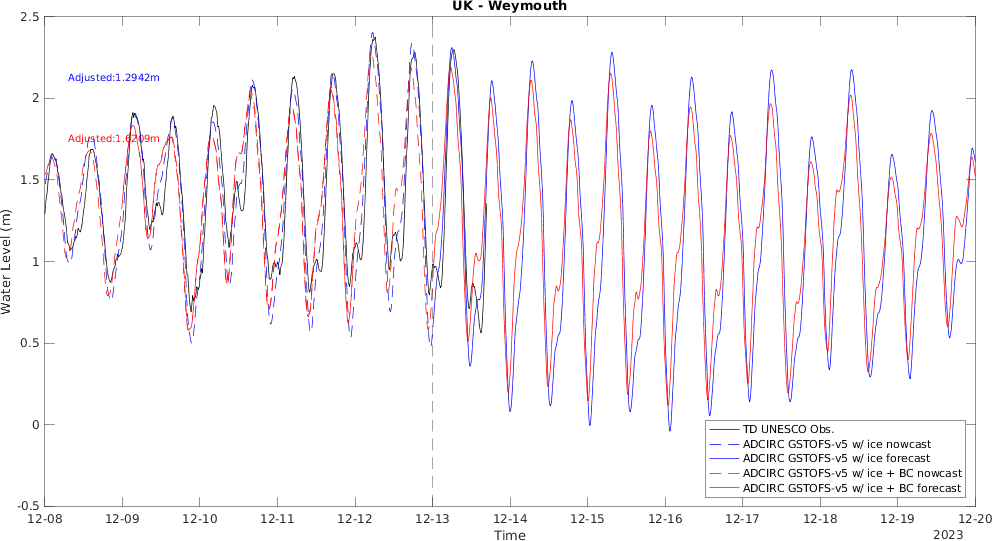 UK - Weymouth
2.5
2
1.5
1
0.5
0
-0.5
Water Level (m)
Adjusted:1.2942m
Adjusted:1.6209m
TD UNESCO Obs.
ADCIRC GSTOFS-v5 w/ ice nowcast
ADCIRC GSTOFS-v5 w/ ice forecast
ADCIRC GSTOFS-v5 w/ ice + BC nowcast
ADCIRC GSTOFS-v5 w/ ice + BC forecast
12-08 12-09 12-10 12-11 12-12 12-13 12-14 12-15 12-16 12-17 12-18 12-19 12-20
Time
2023